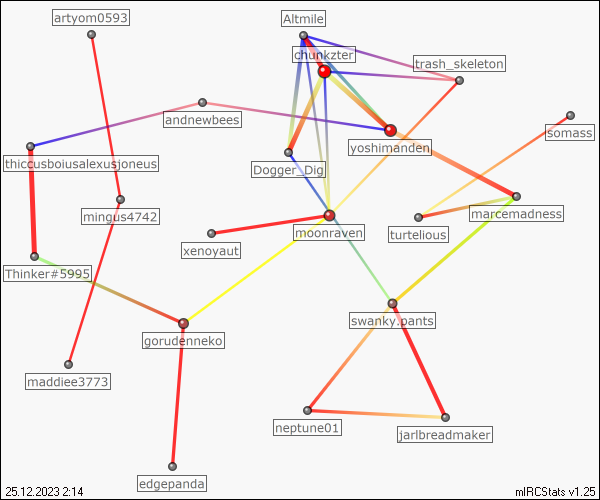 artyom0593
Altmile
chunkzter
trash_skeleton
andnewbees
somass
yoshimanden
thiccusboiusalexusjoneus
Dogger_Dig
mingus4742
marcemadness
xenoyaut
moonraven
turtelious
Thinker#5995
swanky.pants
gorudenneko
maddiee3773
neptune01
jarlbreadmaker
edgepanda
25.12.2023 2:14
mIRCStats v1.25